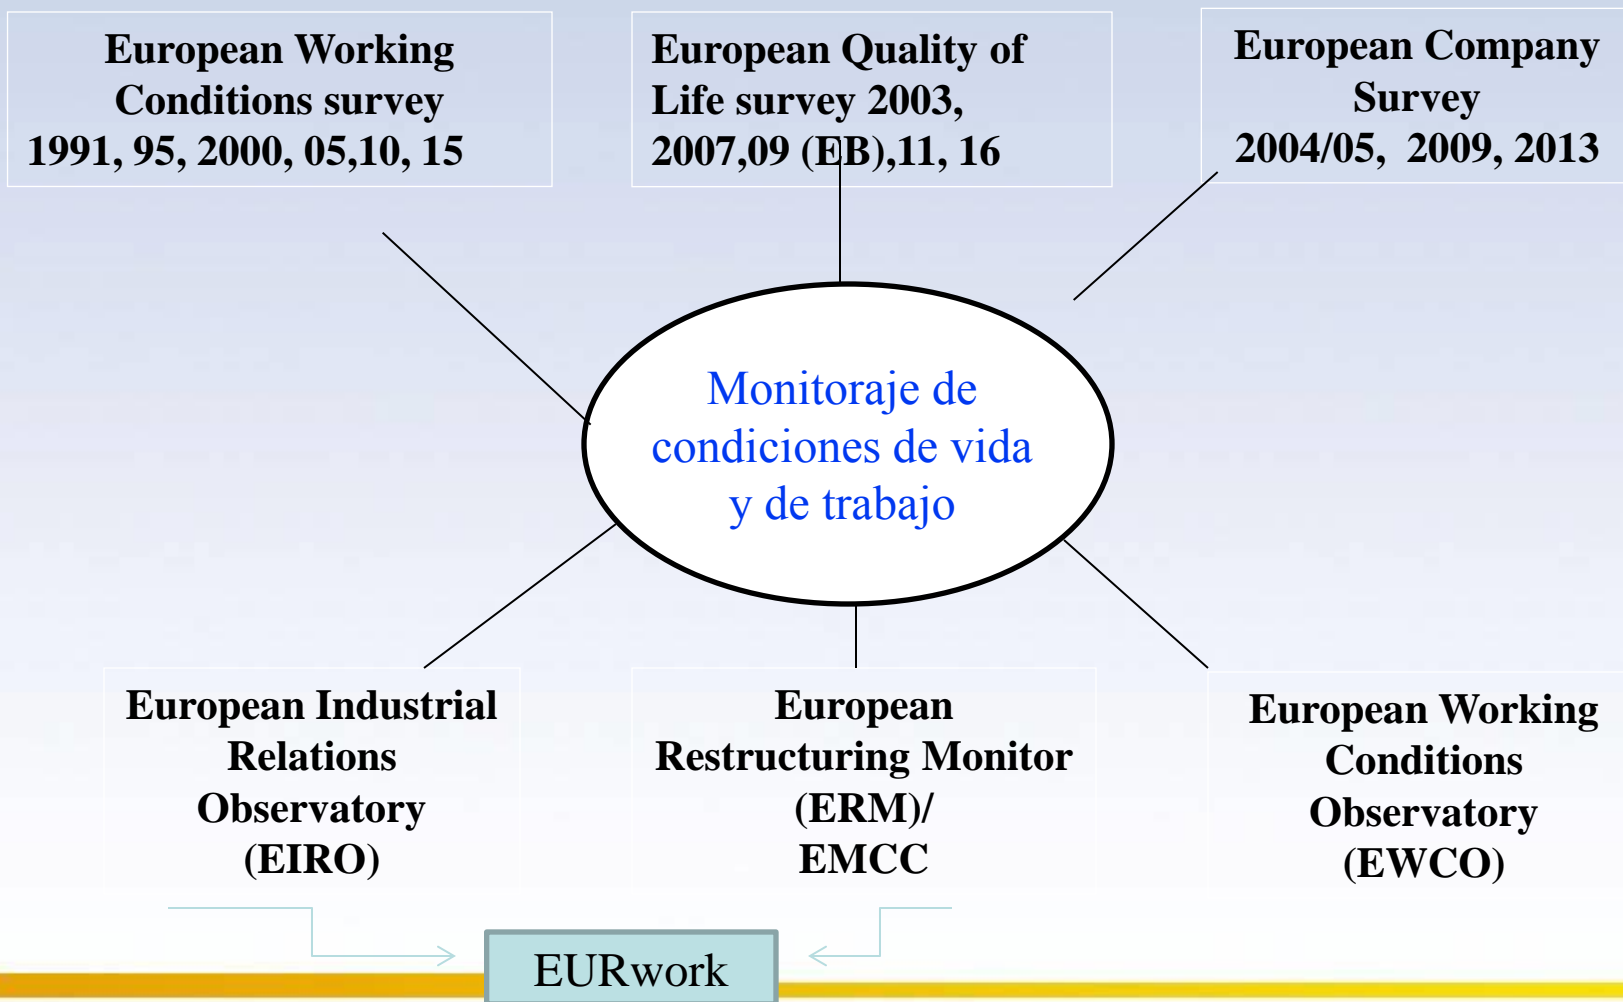 European Working
Conditions survey
1991, 95, 2000, 05,10, 15
European Quality of
Life survey 2003,
2007,09 (EB),11, 16
European Company
Survey
2004/05, 2009, 2013
Monitoraje de
condiciones de vida
y de trabajo
European Industrial
Relations
Observatory
(EIRO)
European
Restructuring Monitor
(ERM)/
EMCC
European Working
Conditions
Observatory
(EWCO)
EURwork